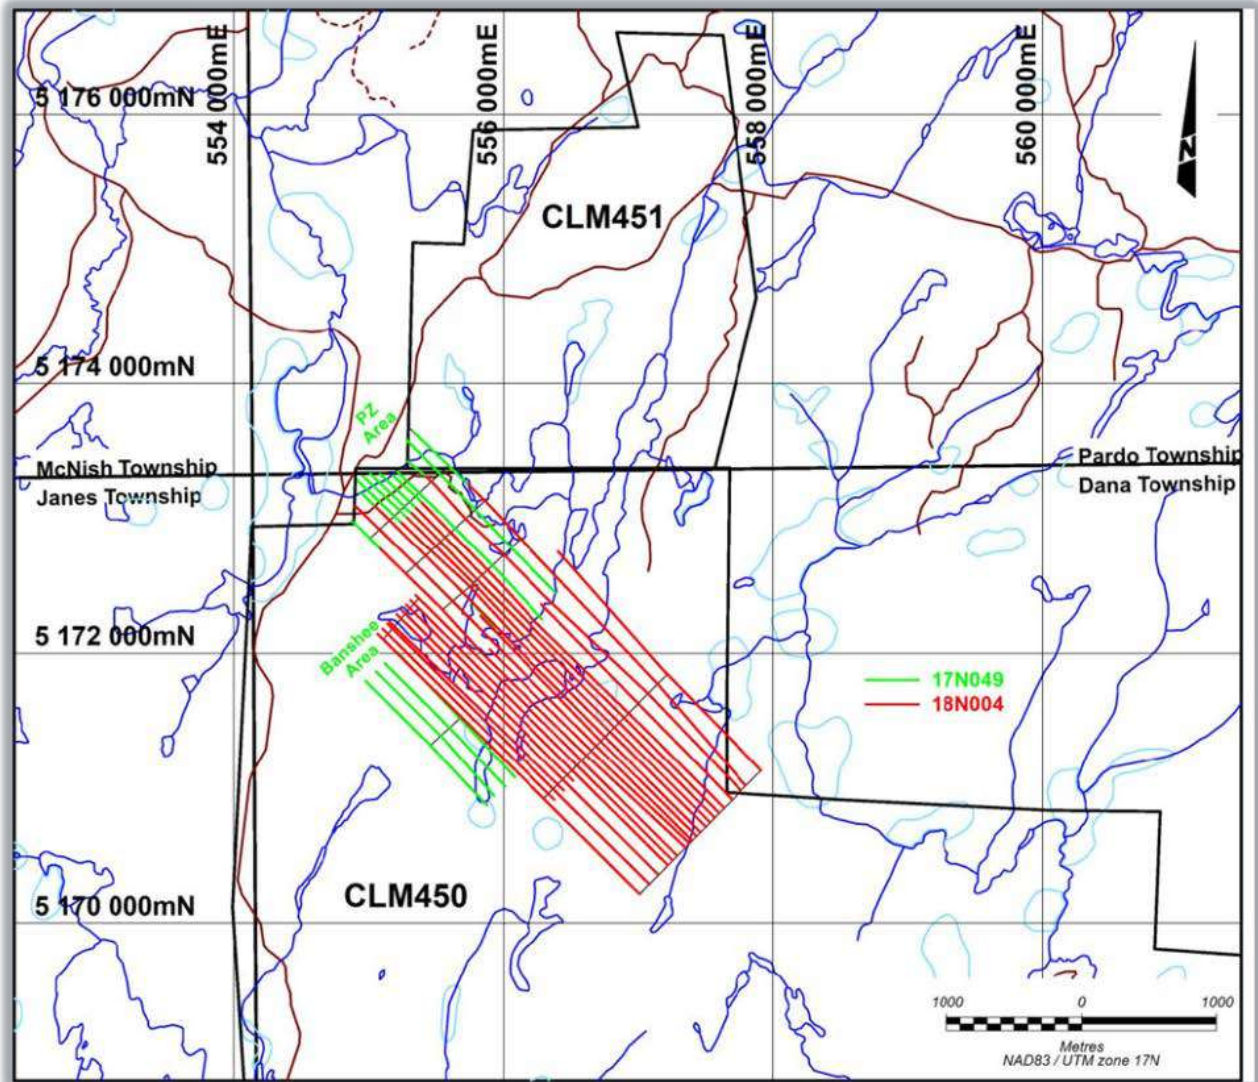 554 000mE
556 000mE
558 000mE
560 000mE
5 176 000mN
N
CLM451
5 174 000mN
PZ
Area
McNish Township
Janes Township
Pardo Township
Dana Township
5 172 000mN
Banshee
Area
17N049
18N004
CLM450
5 170 000mN
1000 0 1000
Metres
NAD83 / UTM zone 17N